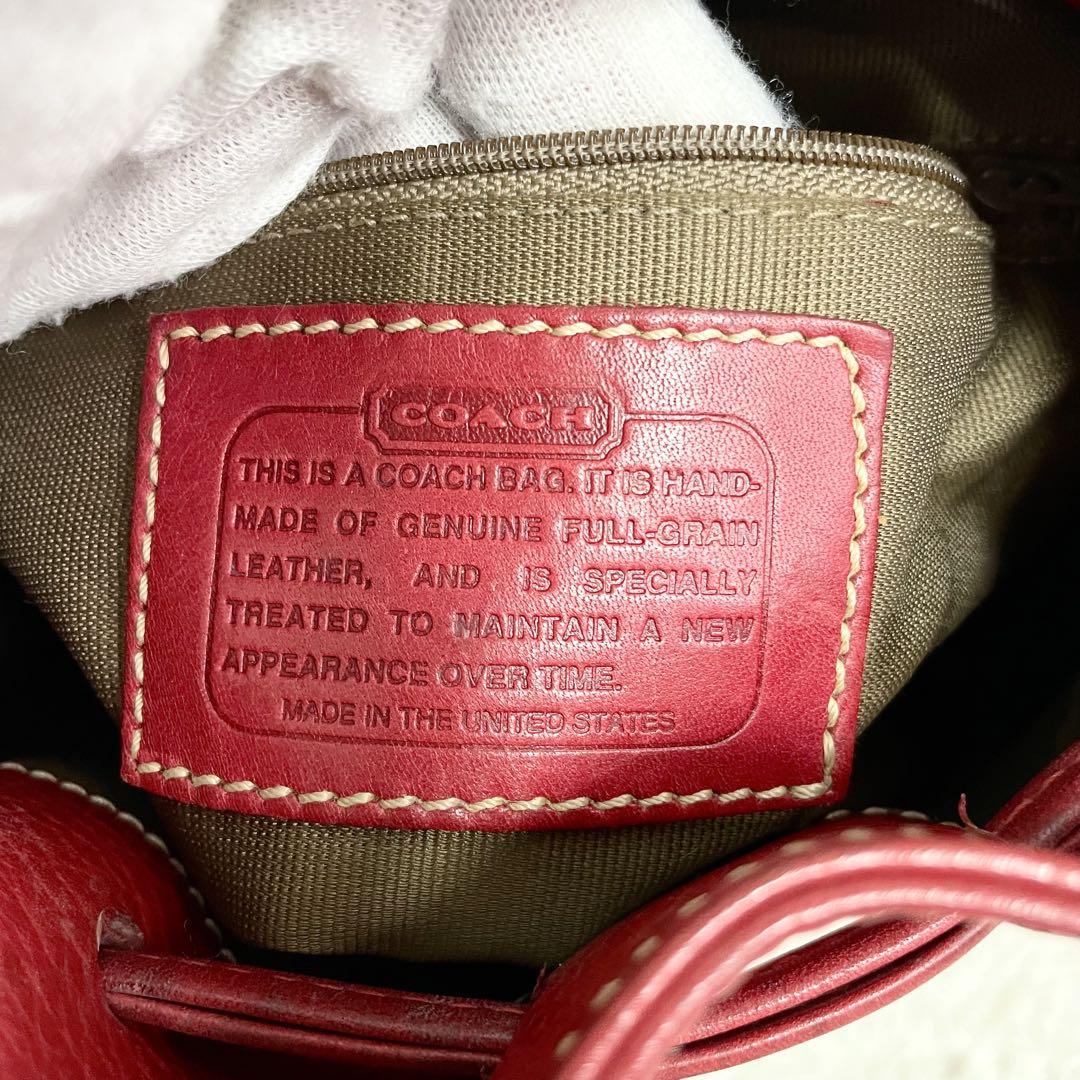 COACH
THIS IS A COACH BAG. IT IS HAND-
MADE OF GENUINE FULL-GRAIN
LEATHER, AND IS SPECIALLY
TREATED TO MAINTAIN A NEW
APPEARANCE OVER TIME.
MADE IN THE UNITED STATES